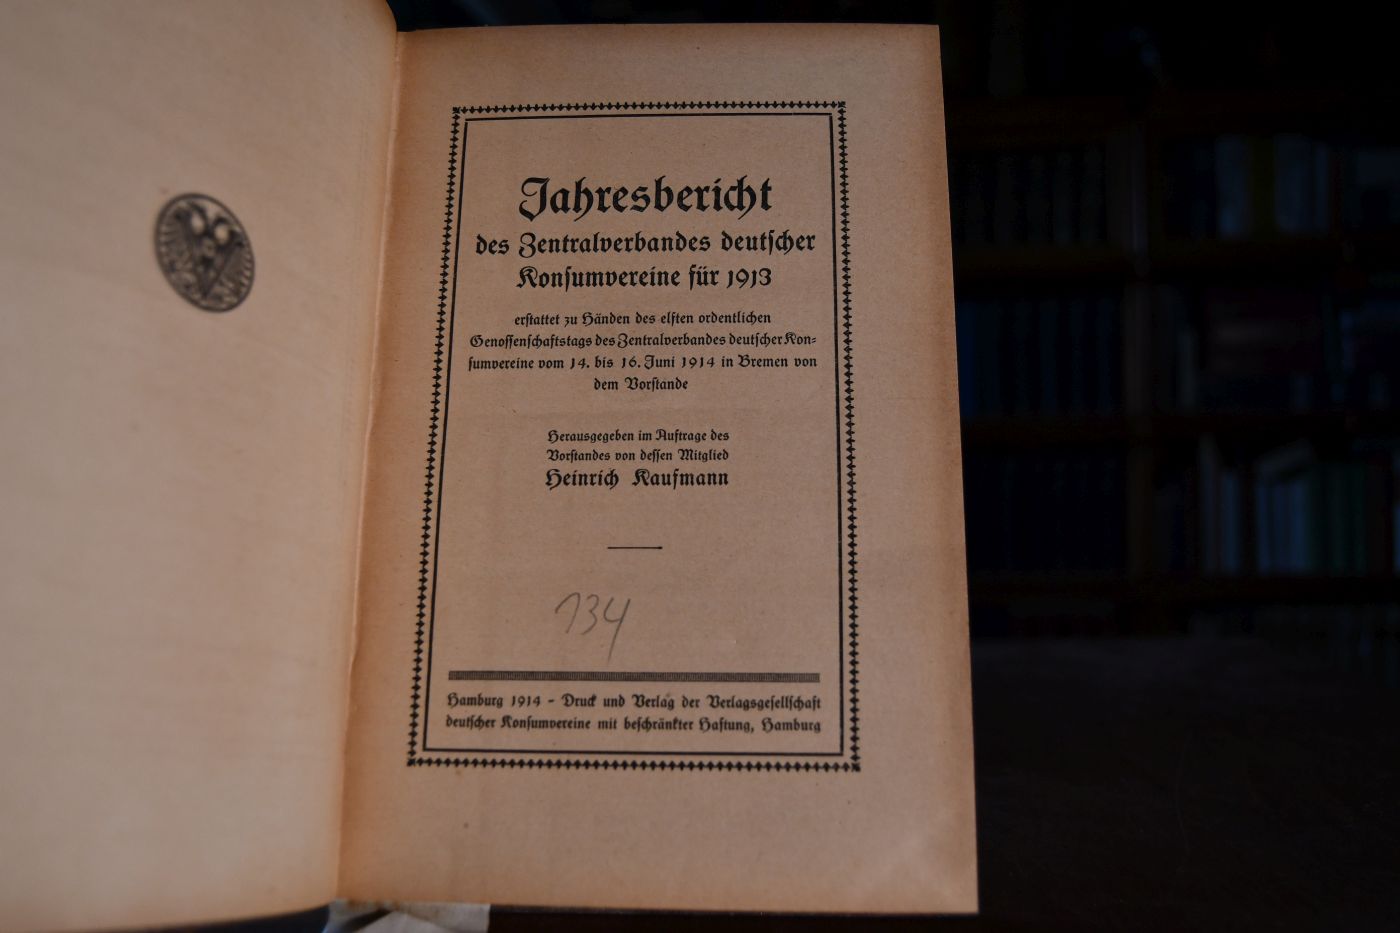 Jahresbericht
des Zentralverbandes deutscher
Konsumvereine für 1913
erstattet zu Händen des elften ordentlichen
Genossenschaftstags des Zentralverbandes deutscher Kon-
sumvereine vom 14. bis 16. Juni 1914 in Bremen von
dem Vorstande
Herausgegeben im Auftrage des
Vorstandes von dessen Mitglied
Heinrich Kaufmann
134
Hamburg 1914 - Druck und Verlag der Verlagsgesellschaft
deutscher Konsumvereine mit beschränkter Haftung, Hamburg